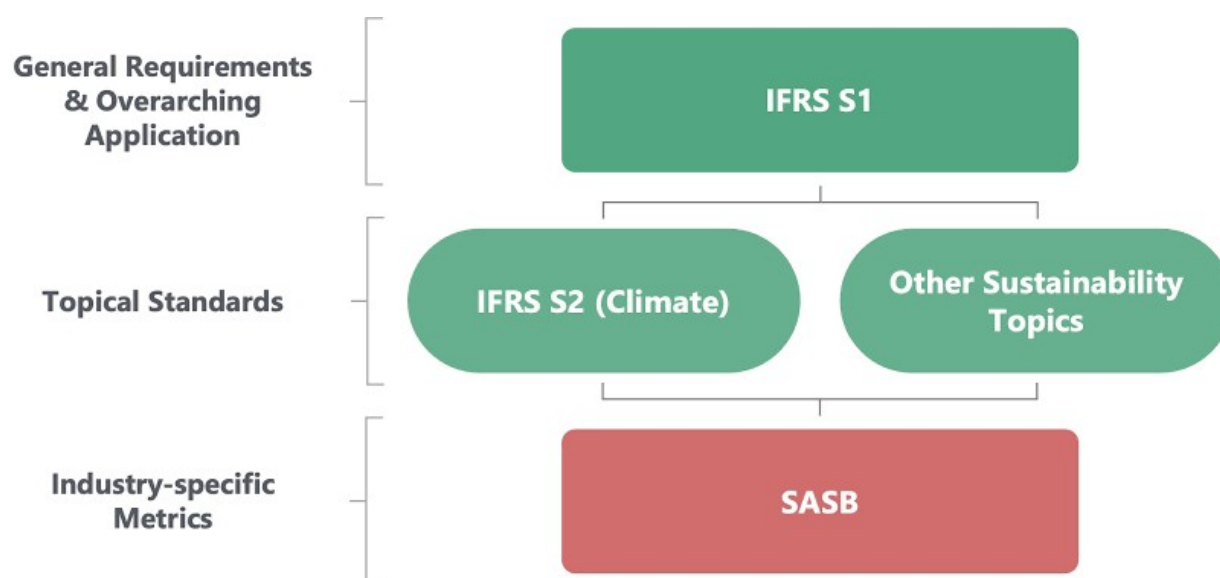 General Requirements
& Overarching
Application
IFRS S1
Topical Standards
IFRS S2 (Climate)
Other Sustainability
Topics
Industry-specific
Metrics
SASB